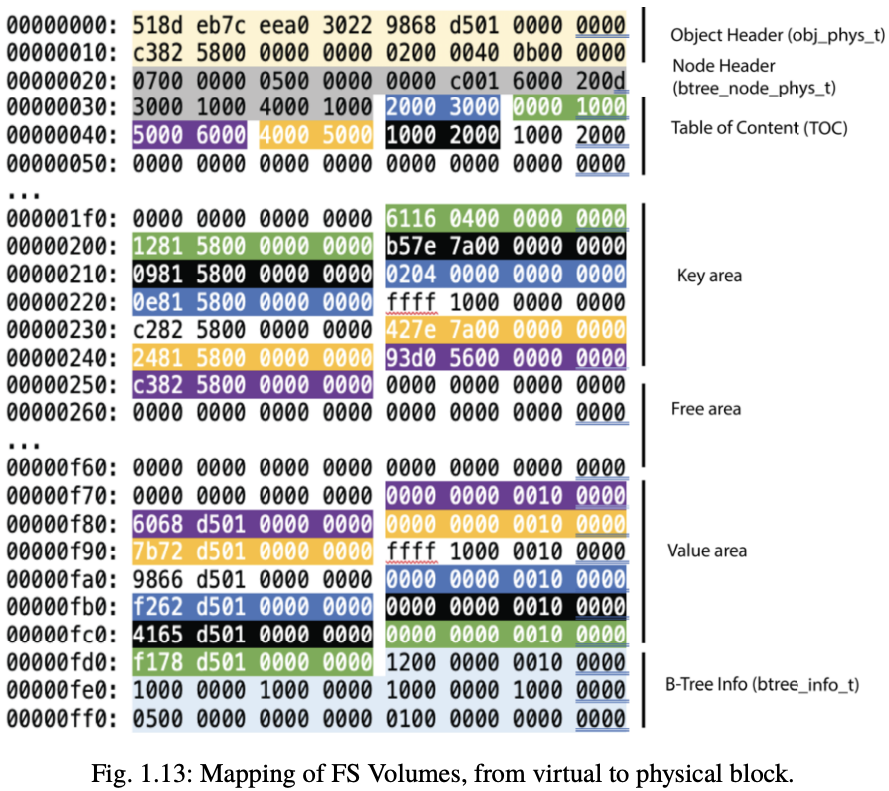 00000000: 518d eb7c eea0 3022 9868 d501 0000 0000
Object Header (obj_phys_t)
00000010: c382 5800 0000 0000 0200 0040 0b00 0000
Node Header
(btree_node_phys_t)
00000020: 0700 0000 0500 0000 0000 c001 6000 200d
00000030: 3000 1000 4000 1000 2000 3000 0000 1000
Table of Content (TOC)
00000040: 5000 6000 4000 5000 1000 2000 1000 2000
00000050: 0000 0000 0000 0000 0000 0000 0000 0000
...
000001f0: 0000 0000 0000 0000 6116 0400 0000 0000
00000200: 1281 5800 0000 0000 b57e 7a00 0000 0000
00000210: 0981 5800 0000 0000 0204 0000 0000 0000
Key area
00000220: 0e81 5800 0000 0000 ffff 1000 0000 0000
00000230: c282 5800 0000 0000 427e 7a00 0000 0000
00000240: 2481 5800 0000 0000 93d0 5600 0000 0000
00000250: c382 5800 0000 0000 0000 0000 0000 0000
Free area
00000260: 0000 0000 0000 0000 0000 0000 0000 0000
...
00000f60: 0000 0000 0000 0000 0000 0000 0000 0000
00000f70: 0000 0000 0000 0000 0000 0000 0010 0000
00000f80: 6068 d501 0000 0000 0000 0000 0010 0000
00000f90: 7b72 d501 0000 0000 ffff 1000 0010 0000
Value area
00000fa0: 9866 d501 0000 0000 0000 0000 0010 0000
00000fb0: f262 d501 0000 0000 0000 0000 0010 0000
00000fc0: 4165 d501 0000 0000 0000 0000 0010 0000
00000fd0: f178 d501 0000 0000 1200 0000 0010 0000
00000fe0: 1000 0000 1000 0000 1000 0000 1000 0000
B-Tree Info (btree_info_t)
00000ff0: 0500 0000 0000 0000 0100 0000 0000 0000
Fig. 1.13: Mapping of FS Volumes, from virtual to physical block.